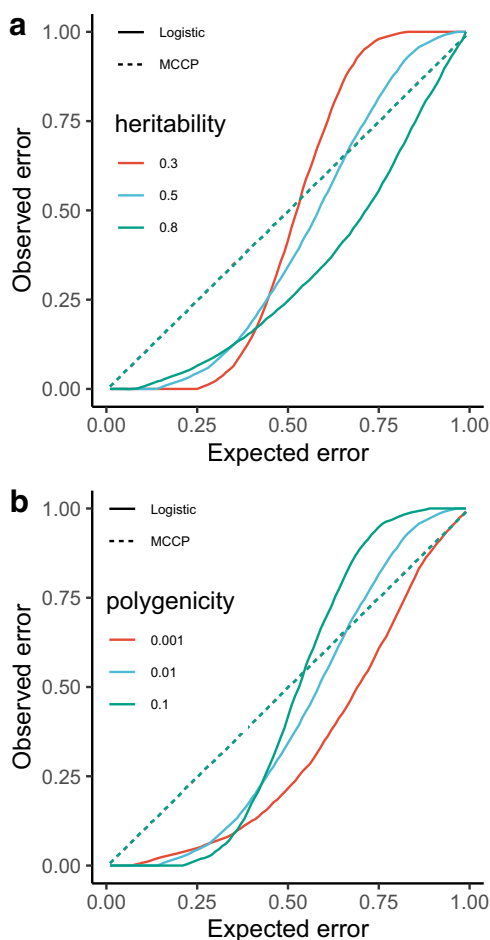 a
1.00
0.75
0.50
0.25
0.00
Observed error
Logistic
MCCP
heritability
0.3
0.5
0.8
0.00 0.25 0.50 0.75 1.00
Expected error
b
1.00
0.75
0.50
0.25
0.00
Observed error
Logistic
MCCP
polygenicity
0.001
0.01
0.1
0.00 0.25 0.50 0.75 1.00
Expected error